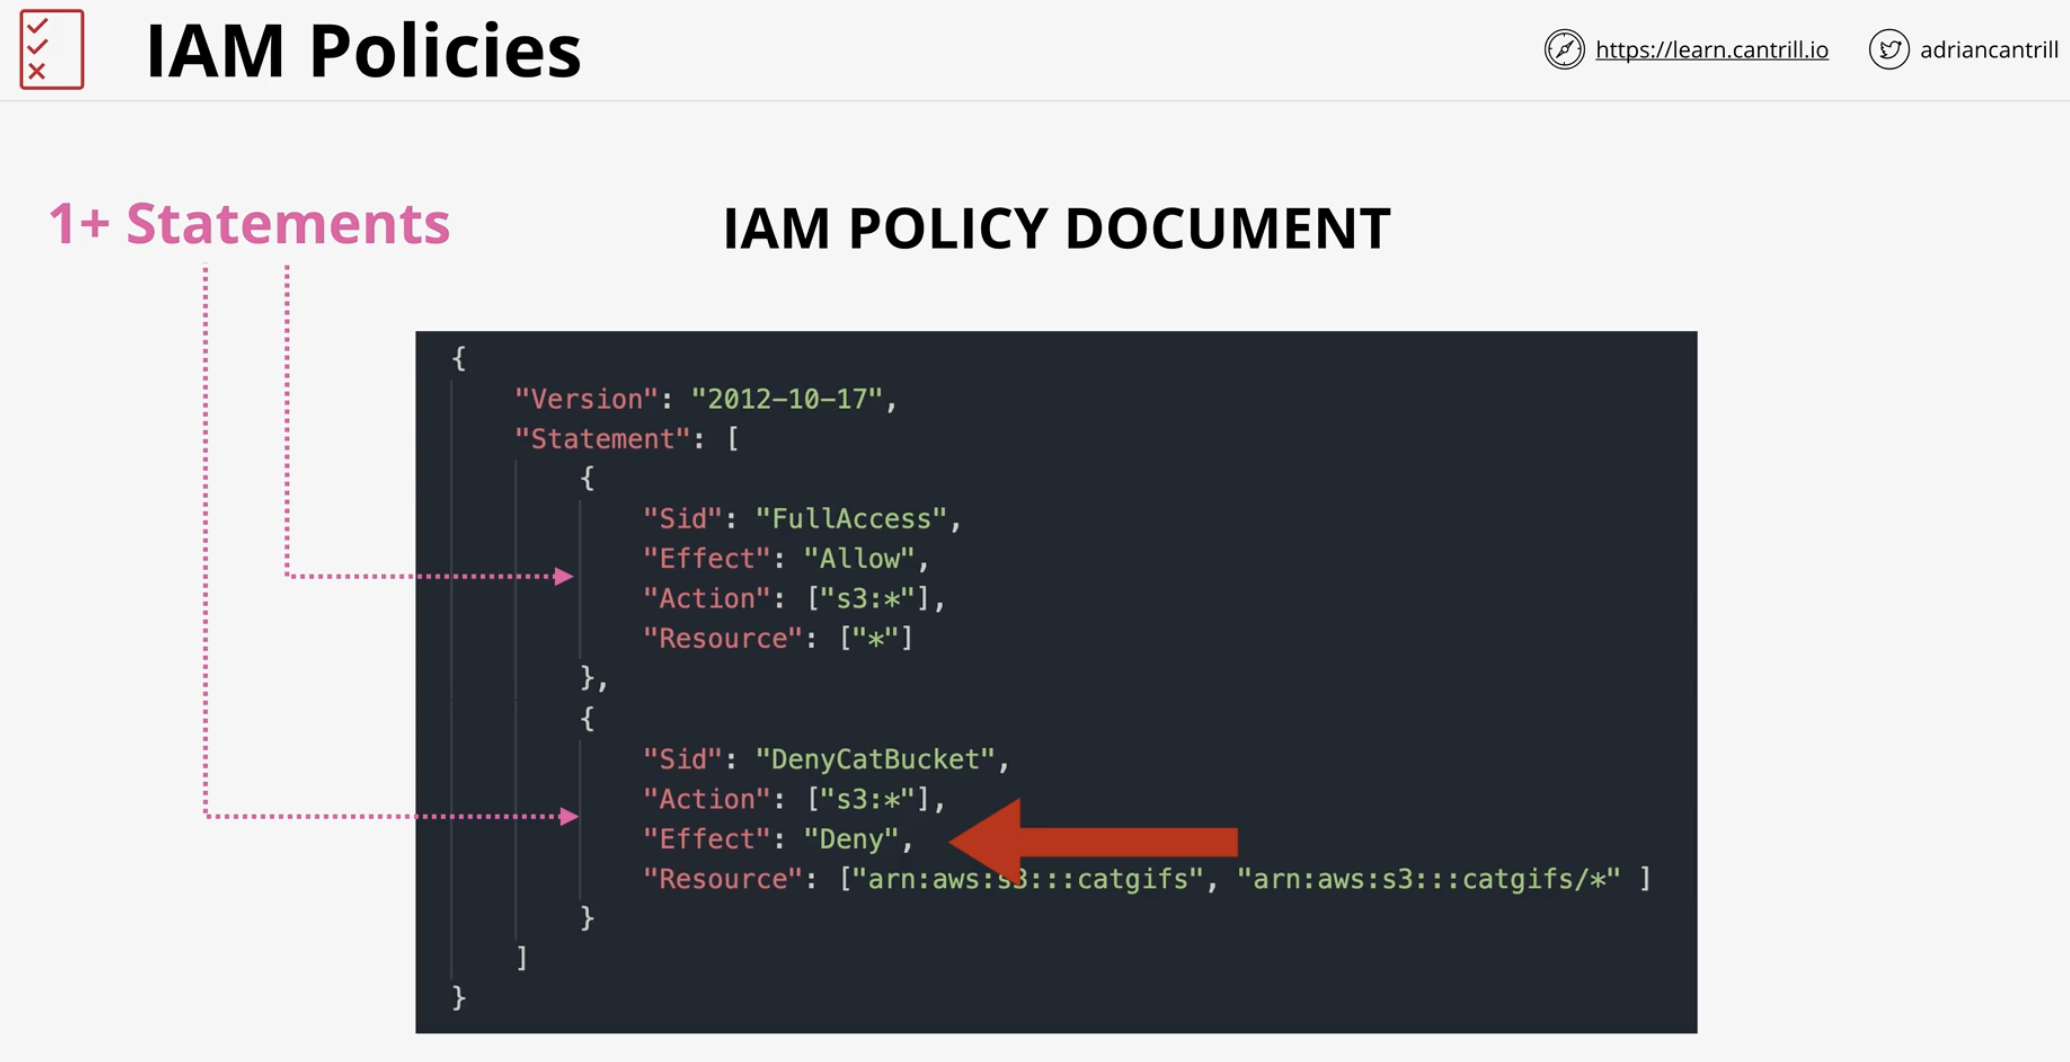 IAM Policies
https://learn.cantrill.io
adriancantrill
1+ Statements
IAM POLICY DOCUMENT
{
"Version": "2012-10-17",
"Statement": [
{
"Sid": "FullAccess",
"Effect": "Allow",
"Action": ["s3:*"],
"Resource": ["*"]
},
{
"Sid": "DenyCatBucket",
"Action": ["s3:*"],
"Effect": "Deny",
"Resource": ["arn:aws:s3:::catgifs", "arn:aws:s3:::catgifs/*" ]
}
]
}